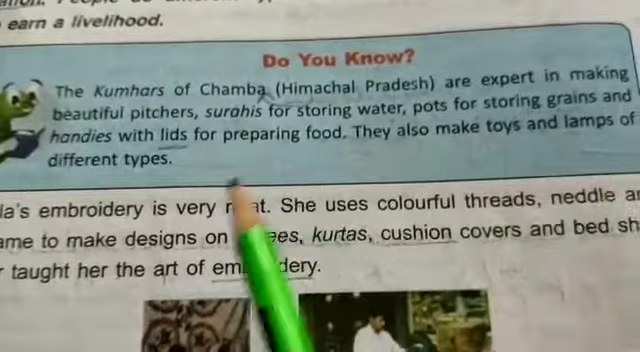 earn a livelihood.
Do You Know?
The Kumhars of Chamba (Himachal Pradesh) are expert in making
beautiful pitchers, surahis for storing water, pots for storing grains and
handies with lids for preparing food. They also make toys and lamps of
different types.
la's embroidery is very neat. She uses colourful threads, neddle
ame to make designs on kurtas, cushion covers and bed sh
r taught her the art of embroidery.